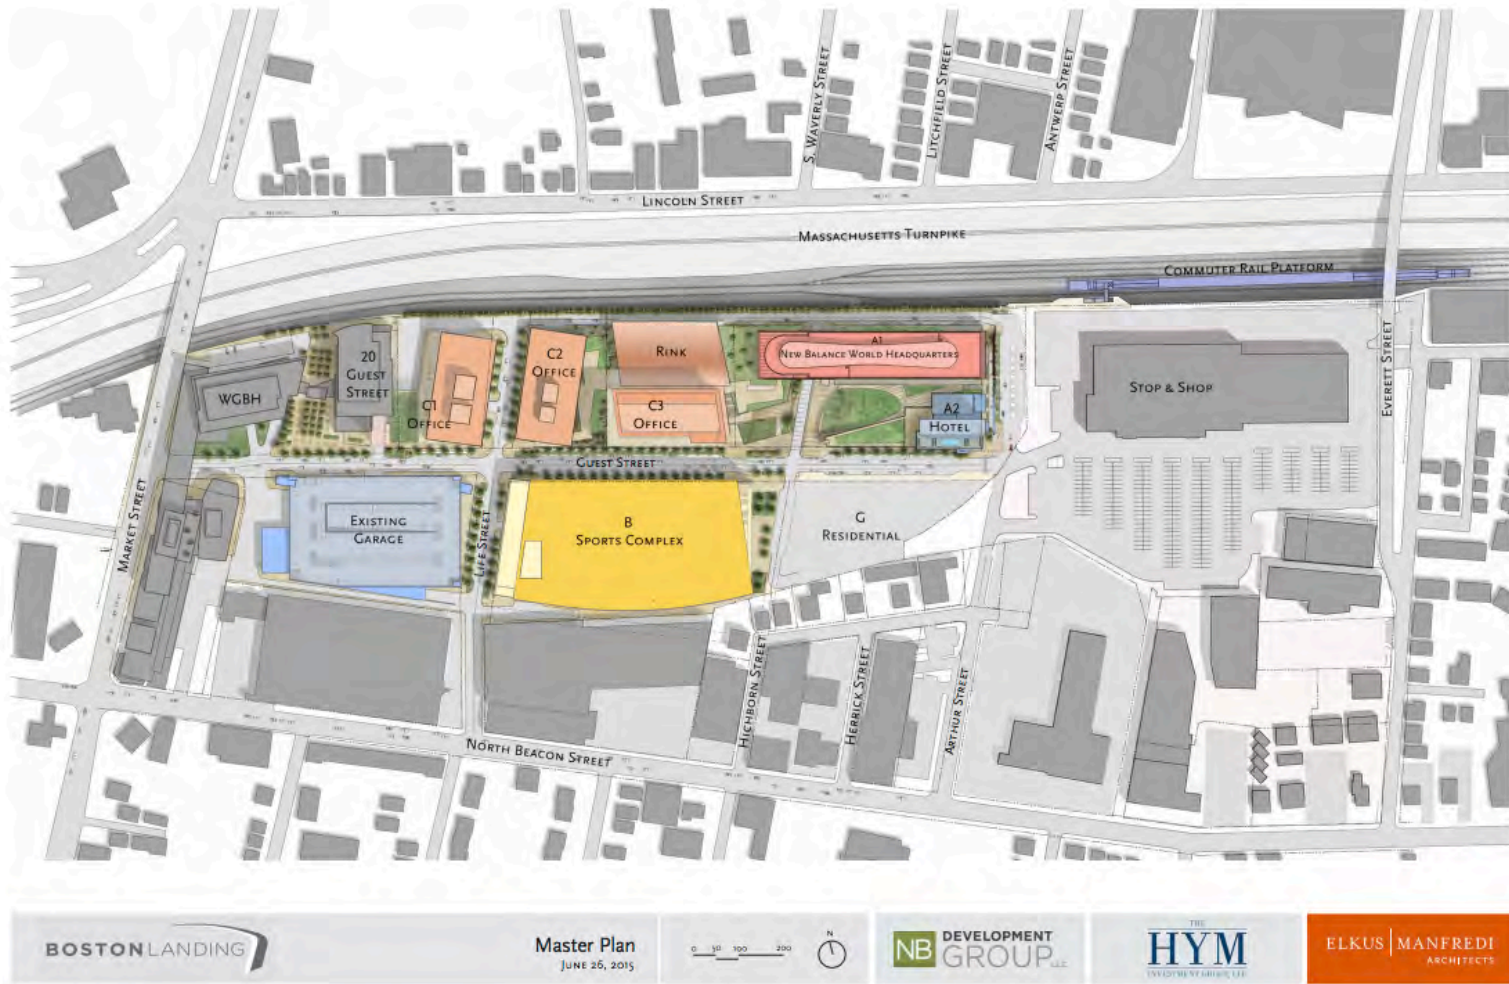 S. Waverly Street
Litchfield Street
Antwerp Street
Lincoln Street
Massachusetts Turnpike
Commuter Rail Platform
Everett Street
Market Street
WGBH
20
Guest
Street
C1
Office
C2
Office
Rink
C3
Office
A1
New Balance World Headquarters
A2
Hotel
Stop & Shop
Guest Street
Existing
Garage
Life Street
B
Sports Complex
G
Residential
Hichborn Street
Herrick Street
Arthur Street
North Beacon Street
BOSTON LANDING
Master Plan
June 26, 2015
0 50 100 200
N
NB DEVELOPMENT
GROUP LLC
THE
HYM
INVESTMENT GROUP, LLC
ELKUS | MANFREDI
ARCHITECTS